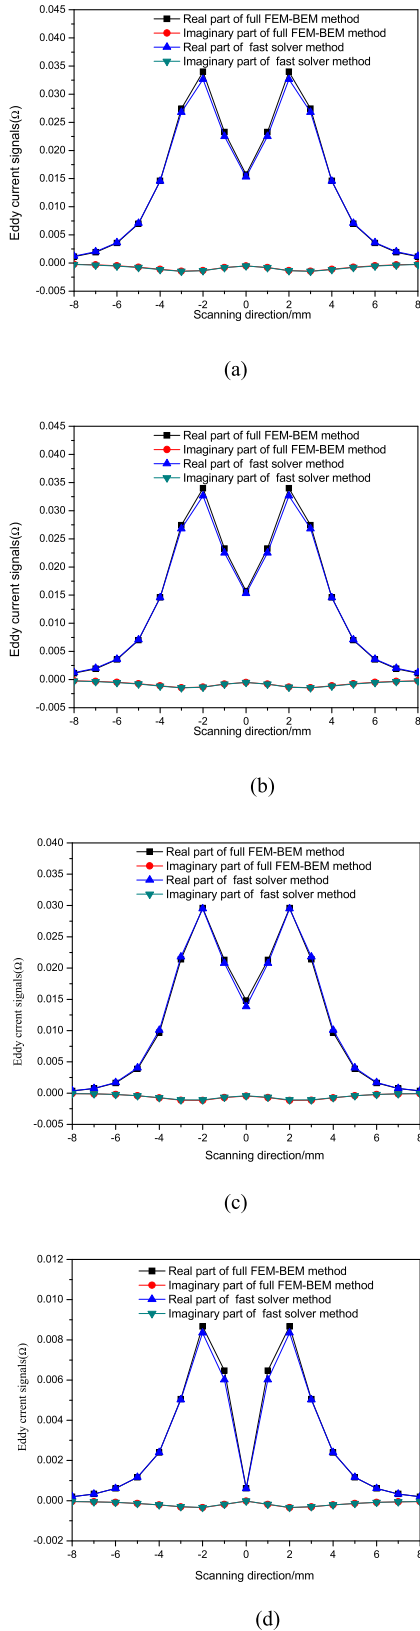 Real part of full FEM-BEM method
Imaginary part of full FEM-BEM method
Real part of  fast solver method
Imaginary part of  fast solver method
0.045
0.040
0.035
0.030
0.025
0.020
0.015
0.010
0.005
0.000
-0.005
Eddy current signals(Ω)
-8 -6 -4 -2 0 2 4 6 8
Scanning direction/mm
(a)
Real part of full FEM-BEM method
Imaginary part of full FEM-BEM method
Real part of  fast solver method
Imaginary part of  fast solver method
0.045
0.040
0.035
0.030
0.025
0.020
0.015
0.010
0.005
0.000
-0.005
Eddy current signals(Ω)
-8 -6 -4 -2 0 2 4 6 8
Scanning direction/mm
(b)
Real part of full FEM-BEM method
Imaginary part of full FEM-BEM method
Real part of  fast solver method
Imaginary part of  fast solver method
0.040
0.035
0.030
0.025
0.020
0.015
0.010
0.005
0.000
-0.005
Eddy crrent signals(Ω)
-8 -6 -4 -2 0 2 4 6 8
Scanning direction/mm
(c)
Real part of full FEM-BEM method
Imaginary part of full FEM-BEM method
Real part of  fast solver method
Imaginary part of  fast solver method
0.012
0.010
0.008
0.006
0.004
0.002
0.000
-0.002
Eddy crrent signals(Ω)
-8 -6 -4 -2 0 2 4 6 8
Scanning direction/mm
(d)